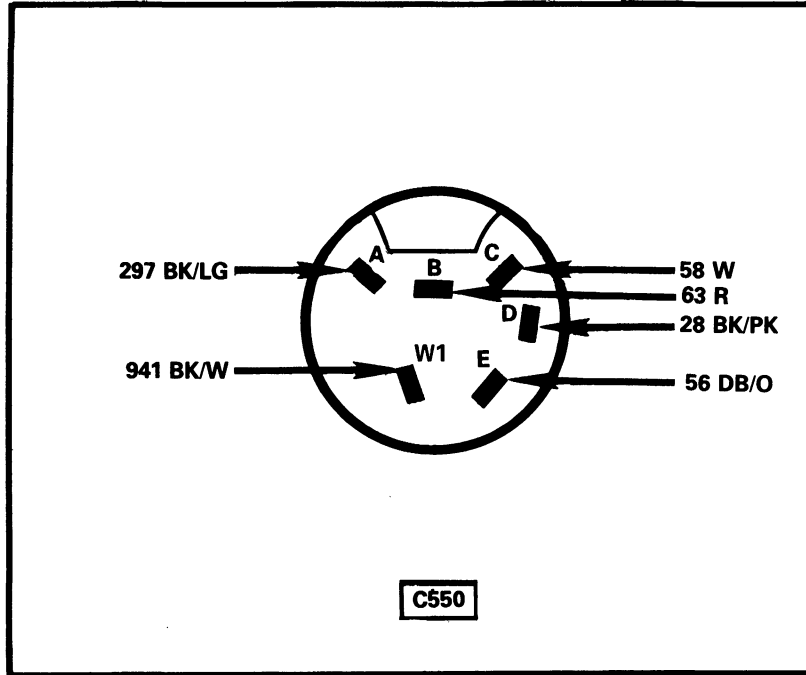 A
B
C
297 BK/LG
58 W
63 R
D
28 BK/PK
W1
E
941 BK/W
56 DB/O
C550